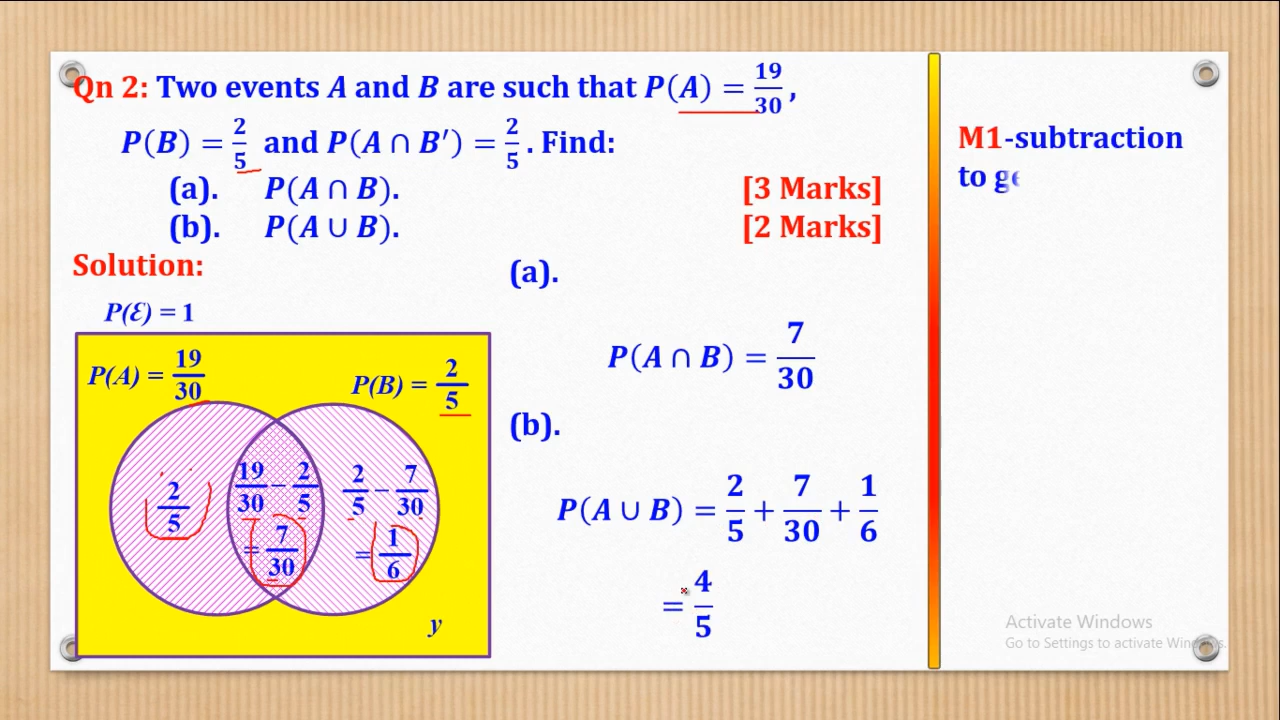 Qn 2: Two events A and B are such that P(A) = 19/30,
P(B) = 2/5 and P(A ∩ B′) = 2/5. Find:
(a). P(A ∩ B). [3 Marks]
(b). P(A ∪ B). [2 Marks]
Solution:
P(ℰ) = 1
P(A) = 19/30
P(B) = 2/5
2/5
19/30 − 2/5
= 7/30
2/5 − 7/30
= 1/6
y
(a).
P(A ∩ B) = 7/30
(b).
P(A ∪ B) = 2/5 + 7/30 + 1/6
= 4/5
M1-subtraction
to ge
Activate Windows
Go to Settings to activate Windows.